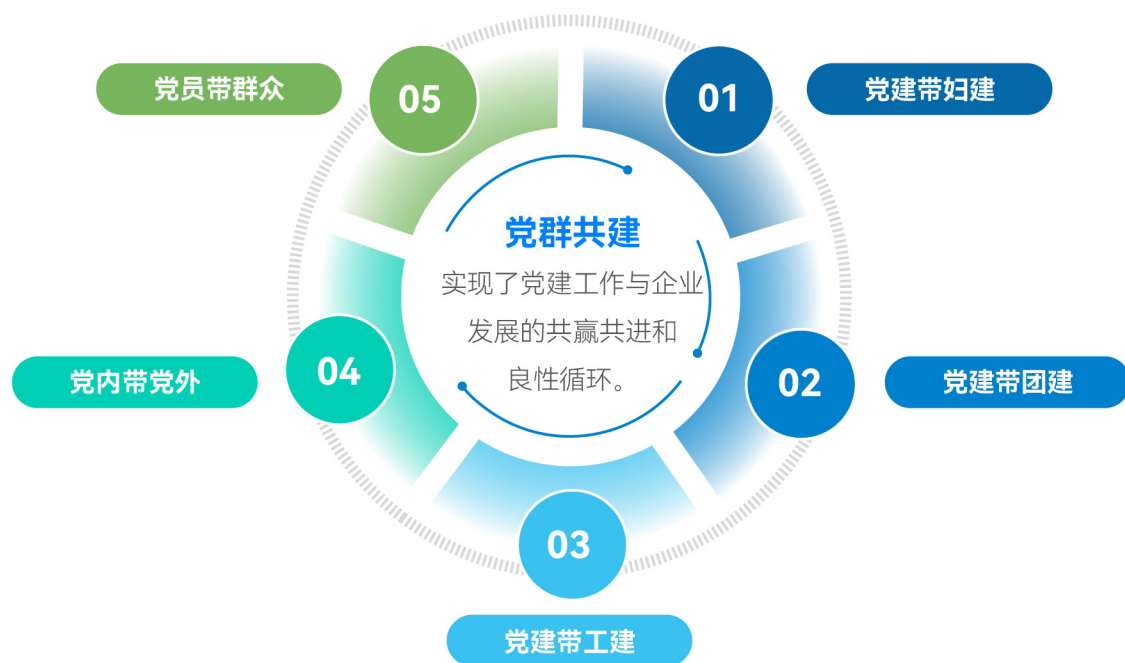 党群共建
实现了党建工作与企业
发展的共赢共进和
良性循环。
01
党建带妇建
02
党建带团建
03
党建带工建
04
党内带党外
05
党员带群众